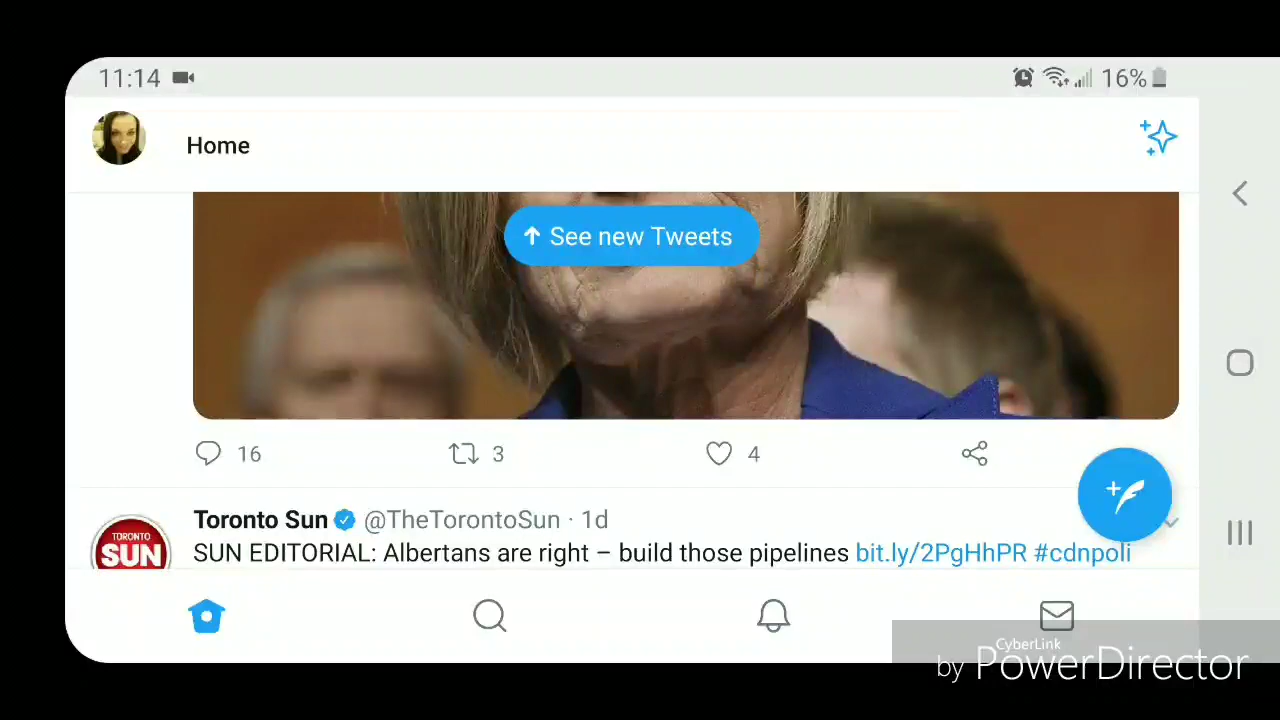 11:14
16%
Home
↑ See new Tweets
16
3
4
Toronto Sun @TheTorontoSun · 1d
TORONTO
SUN
SUN EDITORIAL: Albertans are right – build those pipelines bit.ly/2PgHhPR #cdnpoli
CyberLink
by PowerDirector